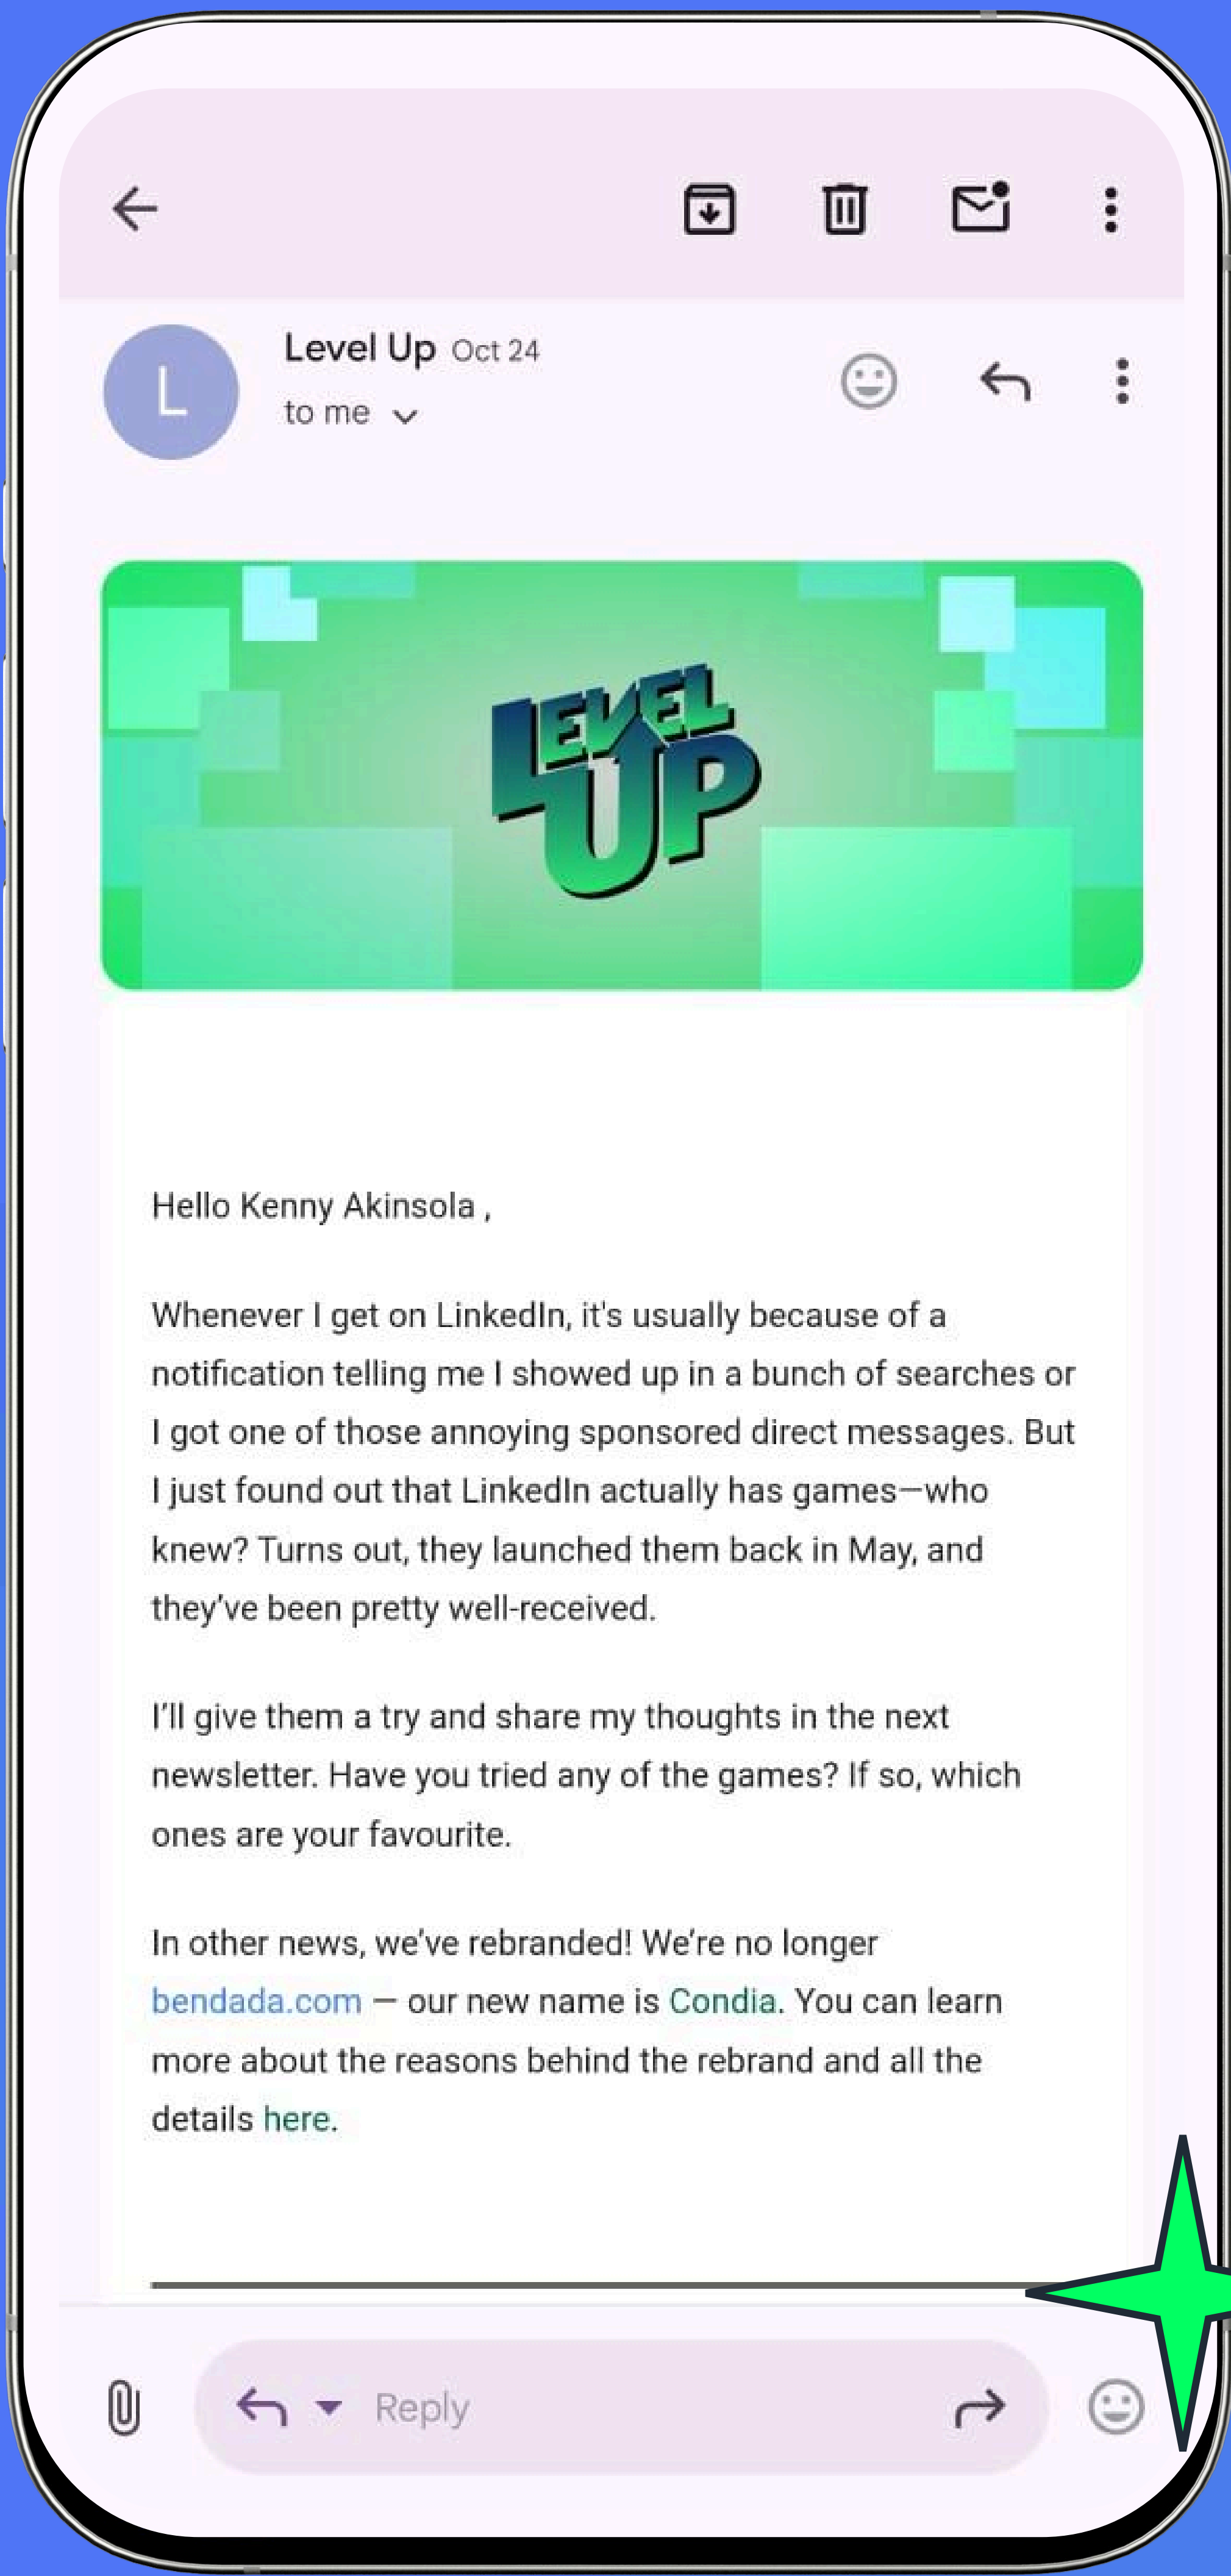 L
Level Up Oct 24
to me
LEVEL
UP
Hello Kenny Akinsola ,
Whenever I get on LinkedIn, it's usually because of a
notification telling me I showed up in a bunch of searches or
I got one of those annoying sponsored direct messages. But
I just found out that LinkedIn actually has games—who
knew? Turns out, they launched them back in May, and
they’ve been pretty well-received.
I’ll give them a try and share my thoughts in the next
newsletter. Have you tried any of the games? If so, which
ones are your favourite.
In other news, we’ve rebranded! We’re no longer
bendada.com — our new name is Condia. You can learn
more about the reasons behind the rebrand and all the
details here.
Reply